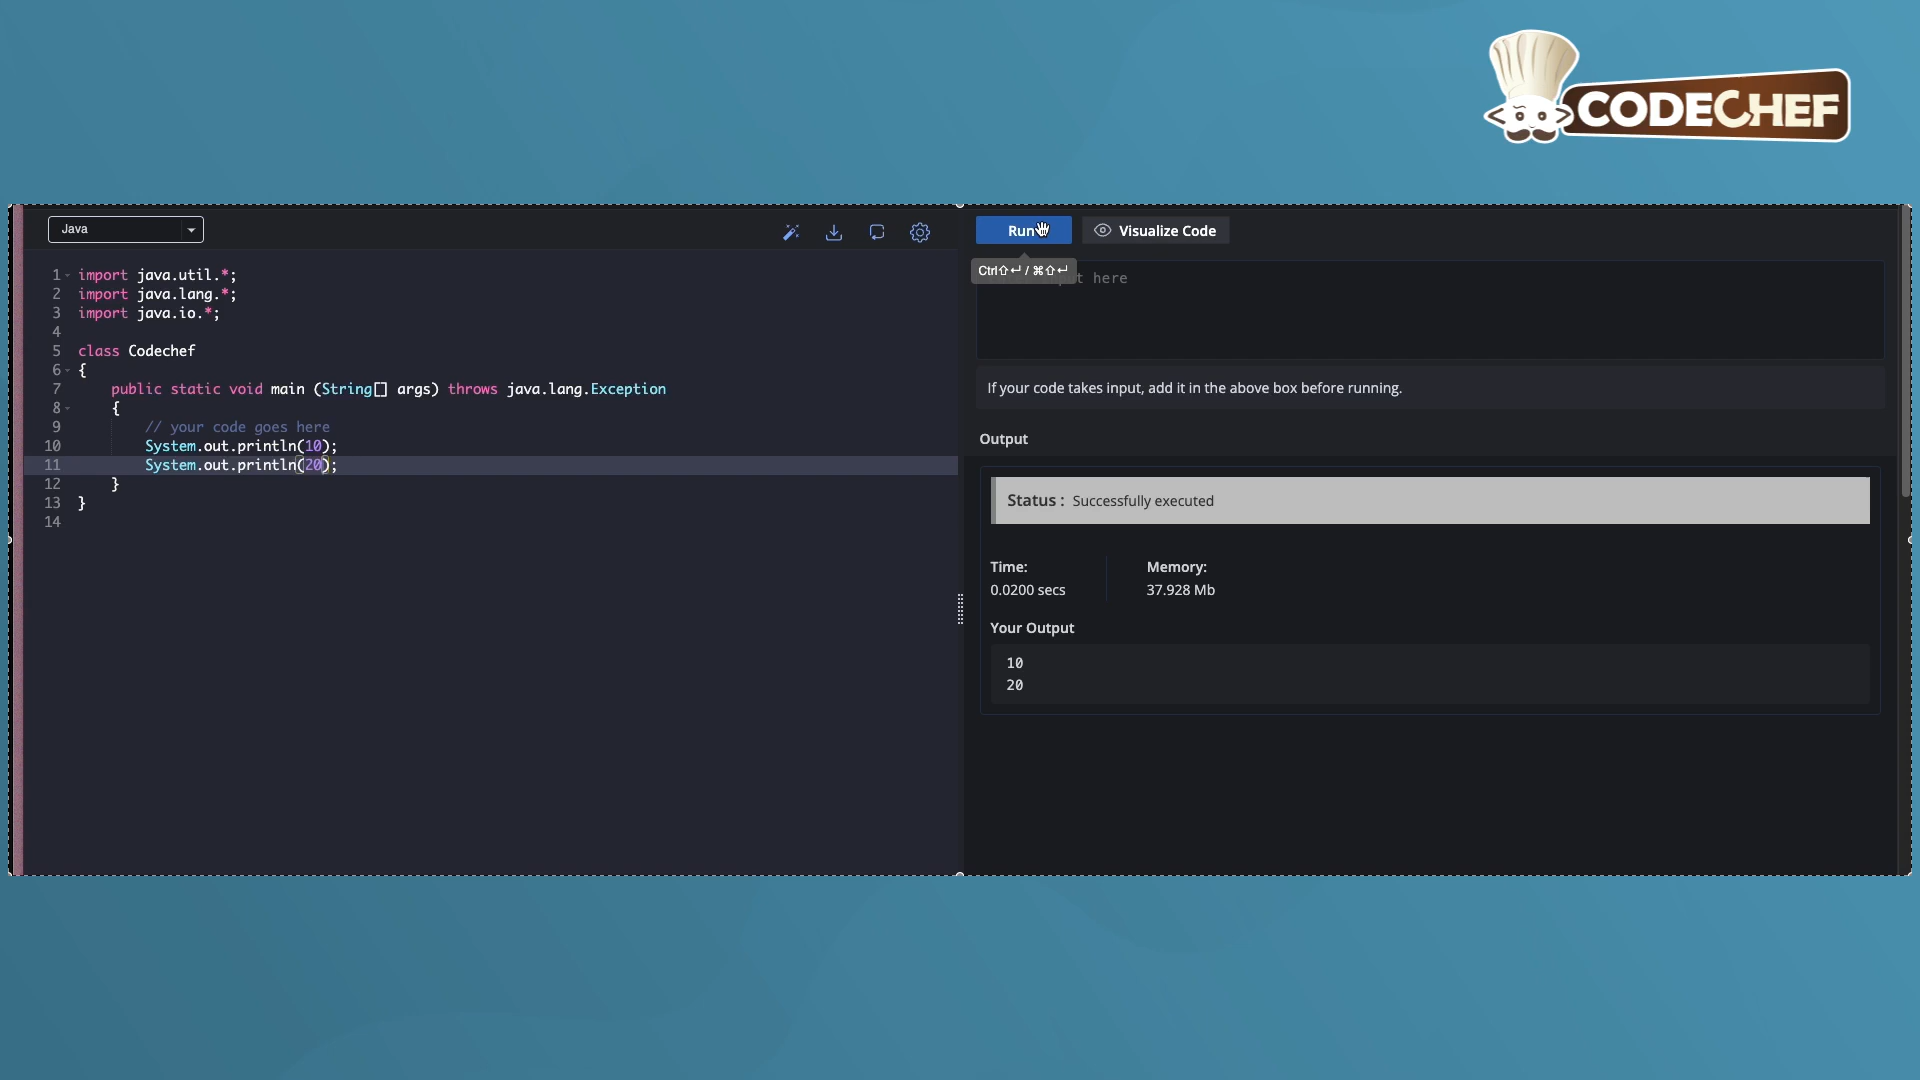 CODECHEF
Java
1 import java.util.*;
2 import java.lang.*;
3 import java.io.*;
4
5 class Codechef
6 {
7 public static void main (String[] args) throws java.lang.Exception
8 {
9 // your code goes here
10 System.out.println(10);
11 System.out.println(20);
12 }
13 }
14
Run
Visualize Code
Ctrl⇧↵ / ⌘⇧↵
here
If your code takes input, add it in the above box before running.
Output
Status : Successfully executed
Time:
0.0200 secs
Memory:
37.928 Mb
Your Output
10
20